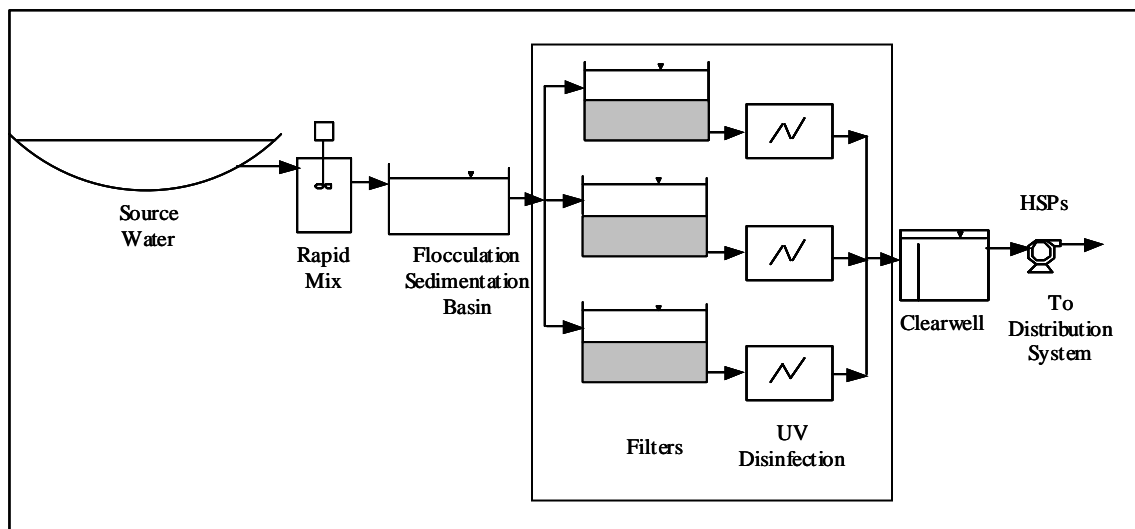 Source
Water
Rapid
Mix
Flocculation
Sedimentation
Basin
Filters
UV
Disinfection
Clearwell
HSPs
To
Distribution
System